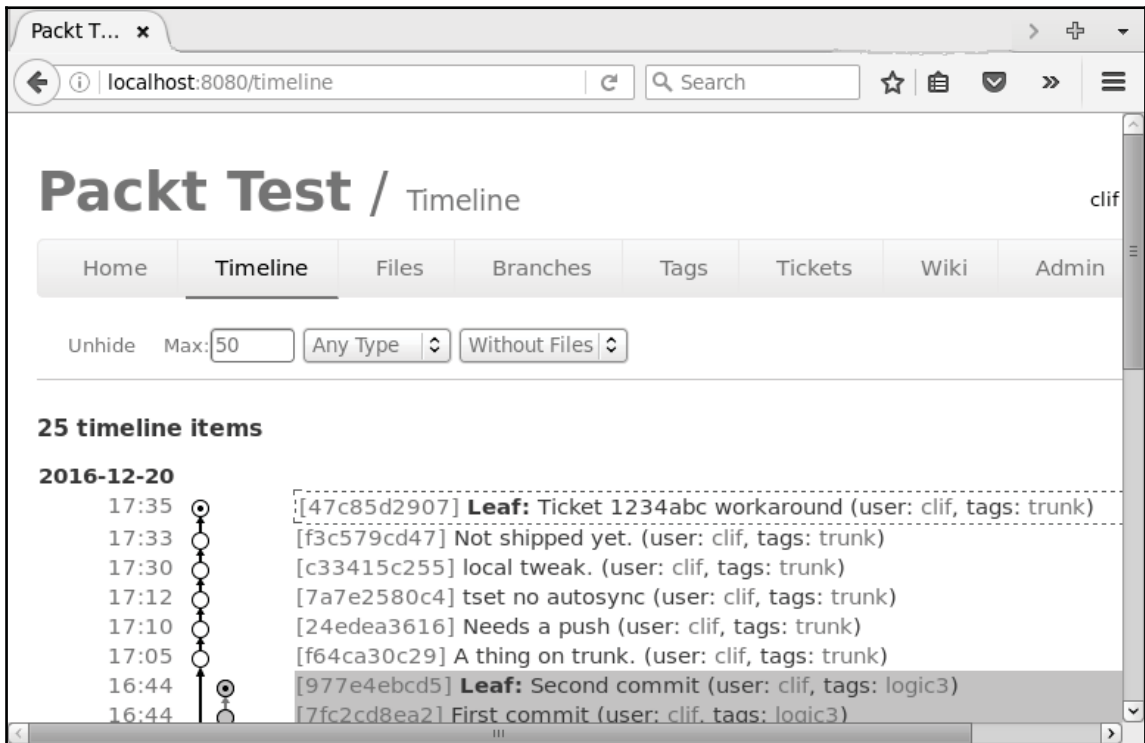 Packt T... ×
localhost:8080/timeline Search
Packt Test / Timeline
clif
Home Timeline Files Branches Tags Tickets Wiki Admin
Unhide Max: 50 Any Type Without Files
25 timeline items
2016-12-20
17:35 [47c85d2907] Leaf: Ticket 1234abc workaround (user: clif, tags: trunk)
17:33 [f3c579cd47] Not shipped yet. (user: clif, tags: trunk)
17:30 [c33415c255] local tweak. (user: clif, tags: trunk)
17:12 [7a7e2580c4] tset no autosync (user: clif, tags: trunk)
17:10 [24edea3616] Needs a push (user: clif, tags: trunk)
17:05 [f64ca30c29] A thing on trunk. (user: clif, tags: trunk)
16:44 [977e4ebcd5] Leaf: Second commit (user: clif, tags: logic3)
16:44 [7fc2cd8ea2] First commit (user: clif, tags: logic3)